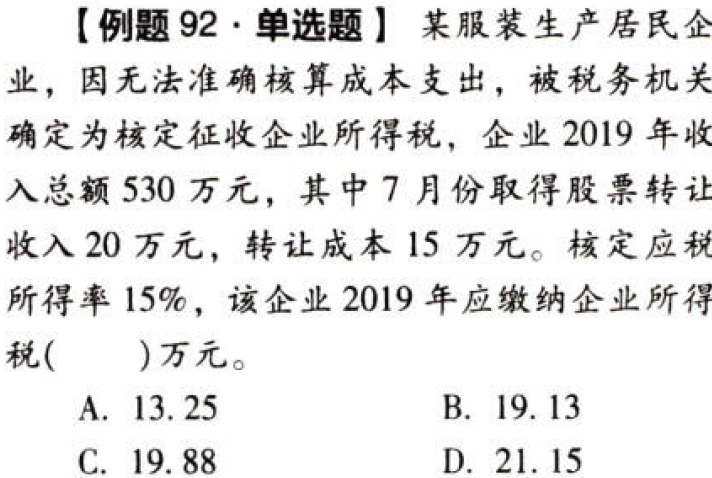 【例题 92·单选题】 某服装生产居民企
业，因无法准确核算成本支出，被税务机关
确定为核定征收企业所得税，企业 2019 年收
入总额 530 万元，其中 7 月份取得股票转让
收入 20 万元，转让成本 15 万元。核定应税
所得率 15%，该企业 2019 年应缴纳企业所得
税(  )万元。
A. 13.25 B. 19.13
C. 19.88 D. 21.15